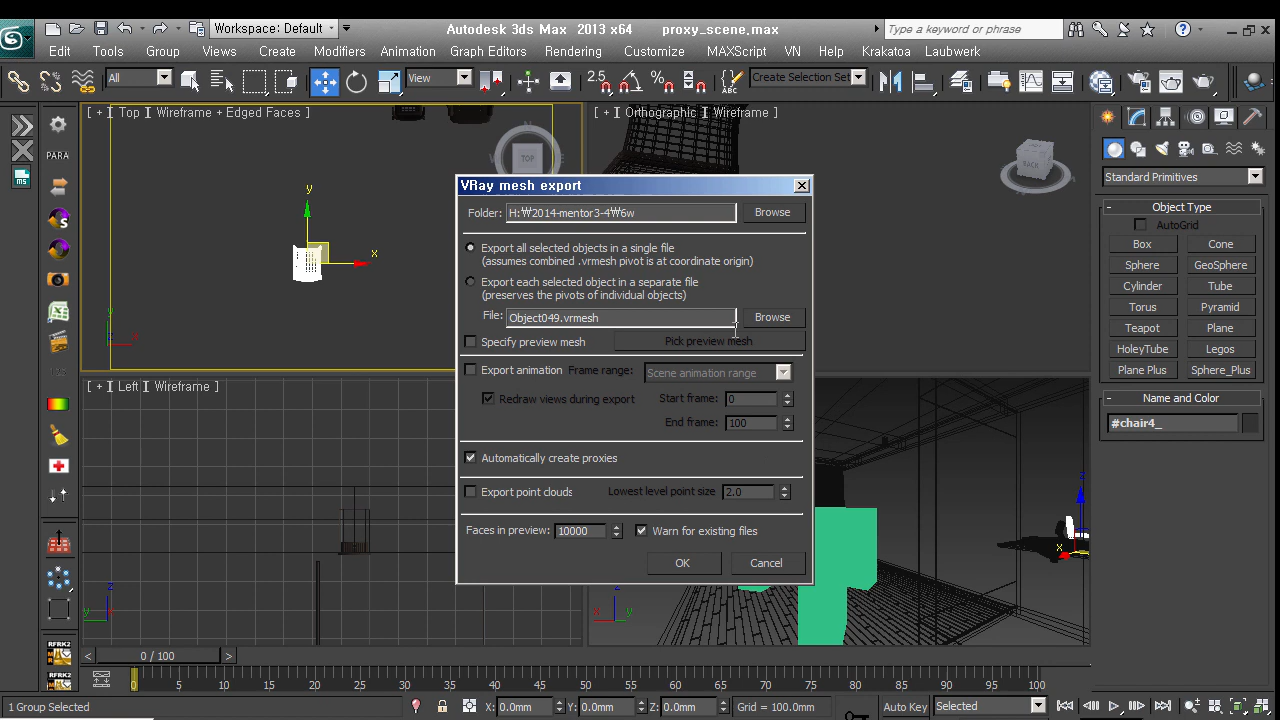 Workspace: Default
Autodesk 3ds Max 2013 x64 proxy_scene.max
Type a keyword or phrase
Edit Tools Group Views Create Modifiers Animation Graph Editors Rendering Customize MAXScript VN Help Krakatoa Laubwerk
All
View
2.5
Create Selection Set
[ + ] Top ] Wireframe + Edged Faces ]
[ + ] Orthographic ] Wireframe ]
TOP
PARA
y
x
VRay mesh export
Folder: H:₩2014-mentor3-4₩6w Browse
Export all selected objects in a single file
(assumes combined .vrmesh pivot is at coordinate origin)
Export each selected object in a separate file
(preserves the pivots of individual objects)
File: Object049.vrmesh Browse
Specify preview mesh Pick preview mesh
Export animation Frame range: Scene animation range
Redraw views during export Start frame: 0
End frame: 100
Automatically create proxies
Export point clouds Lowest level point size 2.0
Faces in preview: 10000 Warn for existing files
OK Cancel
[ + ] Left ] Wireframe ]
z
y
z
x
x
y
Standard Primitives
Object Type
AutoGrid
Box Cone
Sphere GeoSphere
Cylinder Tube
Torus Pyramid
Teapot Plane
HoleyTube Legos
Plane Plus Sphere_Plus
Name and Color
#chair4_
RFRK2
RFRK2
< 0 / 100 >
0 5 10 15 20 25 30 35 40 45 50 55 60 65 70 75 80 85 90 95 100
1 Group Selected X: 0.0mm Y: 0.0mm Z: 0.0mm Grid = 100.0mm Auto Key Selected